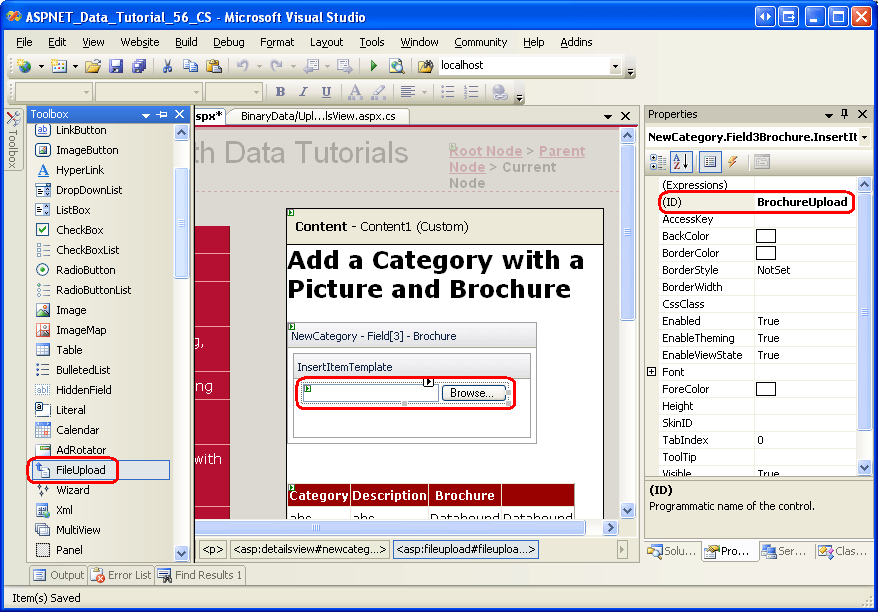 ASPNET_Data_Tutorial_56_CS - Microsoft Visual Studio
File Edit View Website Build Debug Format Layout Tools Window Community Help Addins
localhost
B I U A
Toolbox
Toolbox
LinkButton
ImageButton
HyperLink
DropDownList
ListBox
CheckBox
CheckBoxList
RadioButton
RadioButtonList
Image
ImageMap
Table
BulletedList
HiddenField
Literal
Calendar
AdRotator
FileUpload
Wizard
Xml
MultiView
Panel
spx* BinaryData/Upl...lsView.aspx.cs
th Data Tutorials
Root Node > Parent
Node > Current
Node
g,
ing
with
Content - Content1 (Custom)
Add a Category with a
Picture and Brochure
NewCategory - Field[3] - Brochure
InsertItemTemplate
Browse...
Category Description Brochure
abc abc Databound Databound
<p> <asp:detailsview#newcateg...> <asp:fileupload#fileuploa...>
Properties
NewCategory.Field3Brochure.InsertIt
(Expressions)
(ID) BrochureUpload
AccessKey
BackColor
BorderColor
BorderStyle NotSet
BorderWidth
CssClass
Enabled True
EnableTheming True
EnableViewState True
Font
ForeColor
Height
SkinID
TabIndex 0
ToolTip
Visible True
(ID)
Programmatic name of the control.
Solu... Pro... Ser... Clas...
Output Error List Find Results 1
Item(s) Saved